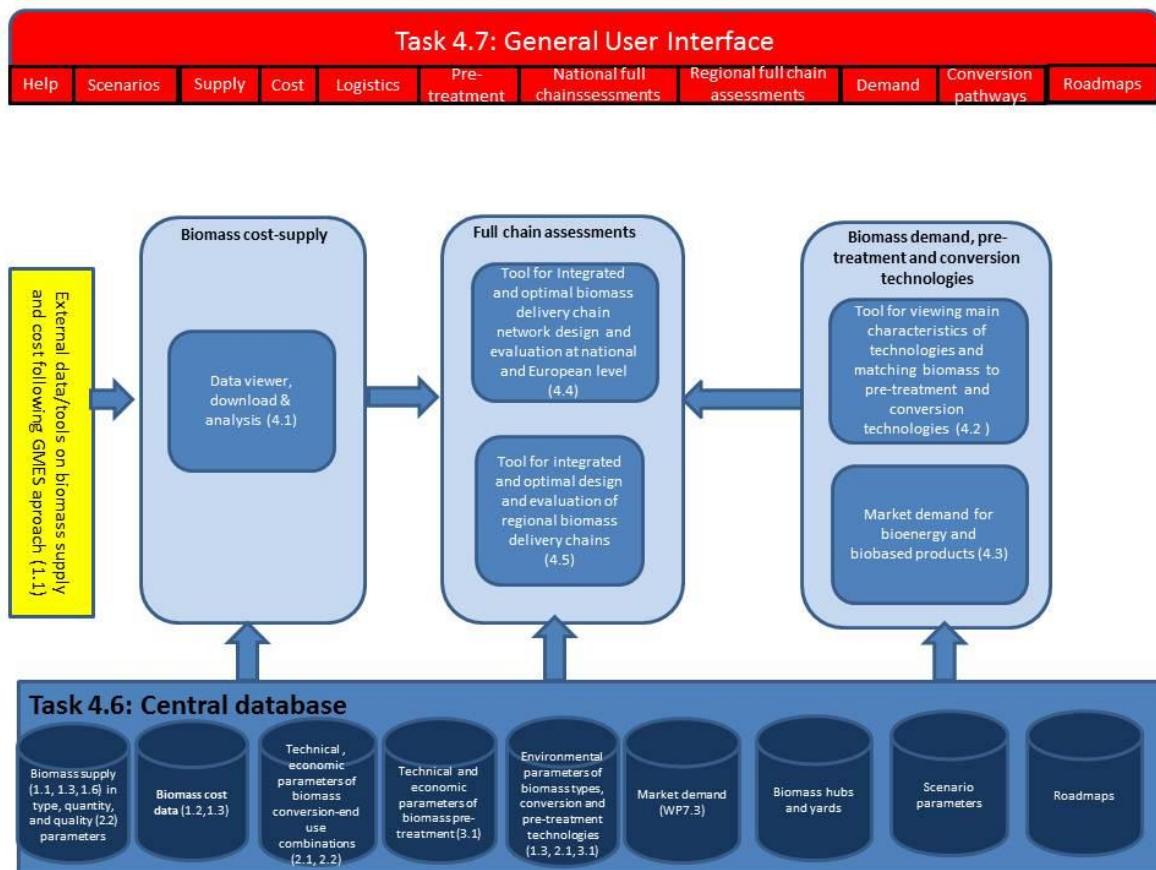 Task 4.7: General User Interface
Help
Scenarios
Supply
Cost
Logistics
Pre-
treatment
National full
chainssessments
Regional full chain
assessments
Demand
Conversion
pathways
Roadmaps
External data/tools on biomass supply
and cost following GMES aproach (1.1)
Biomass cost-supply
Data viewer,
download &
analysis (4.1)
Full chain assessments
Tool for Integrated
and optimal biomass
delivery chain
network design and
evaluation at national
and European level
(4.4)
Tool for integrated
and optimal design
and evaluation of
regional biomass
delivery chains
(4.5)
Biomass demand, pre-
treatment and conversion
technologies
Tool for viewing main
characteristics of
technologies and
matching biomass to
pre-treatment and
conversion
technologies (4.2 )
Market demand for
bioenergy and
biobased products (4.3)
Task 4.6: Central database
Biomass supply
(1.1, 1.3, 1.6) in
type, quantity,
and quality (2.2)
parameters
Biomass cost
data (1.2,1.3)
Technical ,
economic
parameters of
biomass
conversion-end
use
combinations
(2.1, 2.2)
Technical and
economic
parameters of
biomass pre-
treatment (3.1)
Environmental
parameters of
biomass types,
conversion and
pre-treatment
technologies
(1.3, 2.1, 3.1)
Market demand
(WP7.3)
Biomass hubs
and yards
Scenario
parameters
Roadmaps